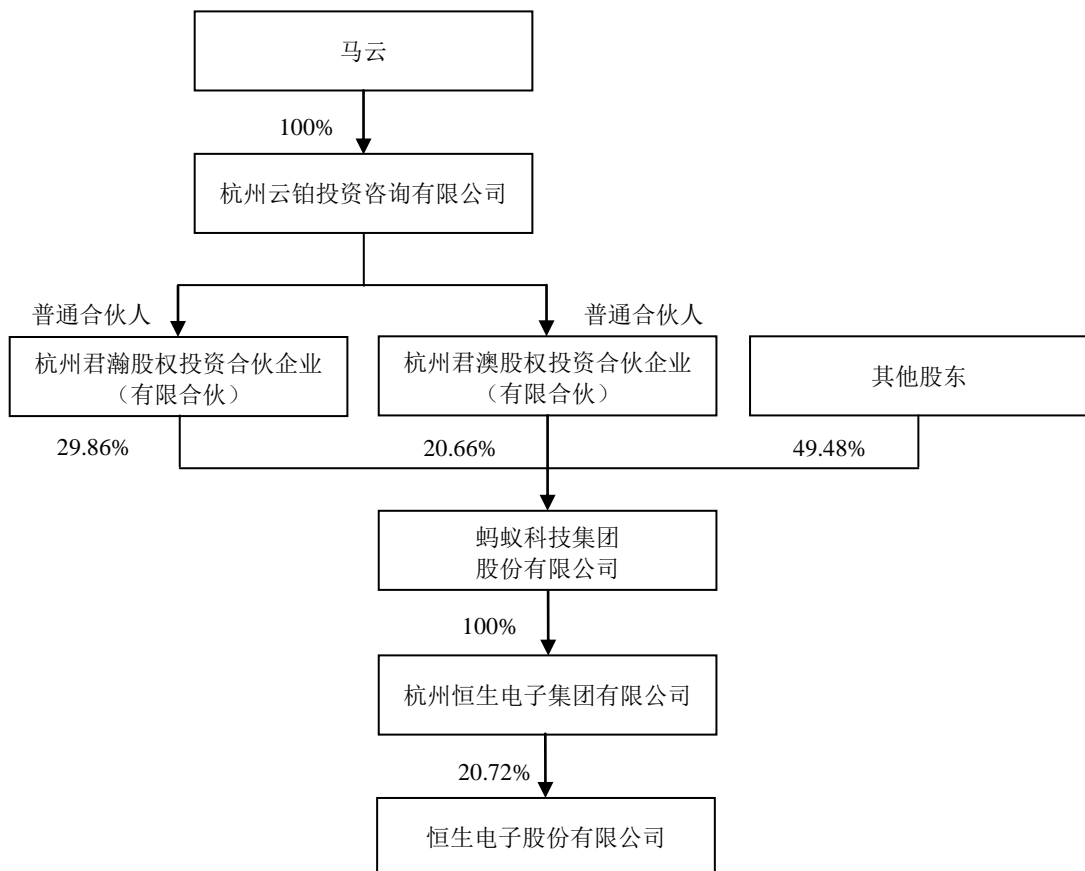 马云
100%
杭州云铂投资咨询有限公司
普通合伙人
普通合伙人
杭州君瀚股权投资合伙企业
（有限合伙）
杭州君澳股权投资合伙企业
（有限合伙）
其他股东
29.86%
20.66%
49.48%
蚂蚁科技集团
股份有限公司
100%
杭州恒生电子集团有限公司
20.72%
恒生电子股份有限公司